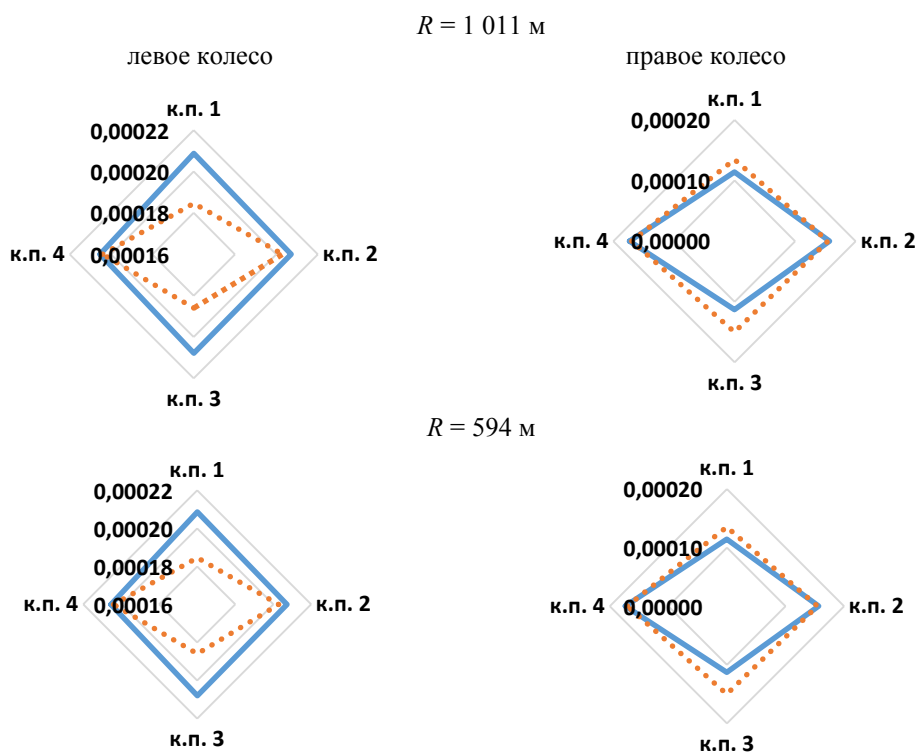 R = 1 011 м
левое колесо
правое колесо
к.п. 1
0,00022
0,00020
0,00018
к.п. 4
0,00016
к.п. 2
к.п. 3
к.п. 1
0,00020
0,00010
к.п. 4
0,00000
к.п. 2
к.п. 3
R = 594 м
к.п. 1
0,00022
0,00020
0,00018
к.п. 4
0,00016
к.п. 2
к.п. 3
к.п. 1
0,00020
0,00010
к.п. 4
0,00000
к.п. 2
к.п. 3